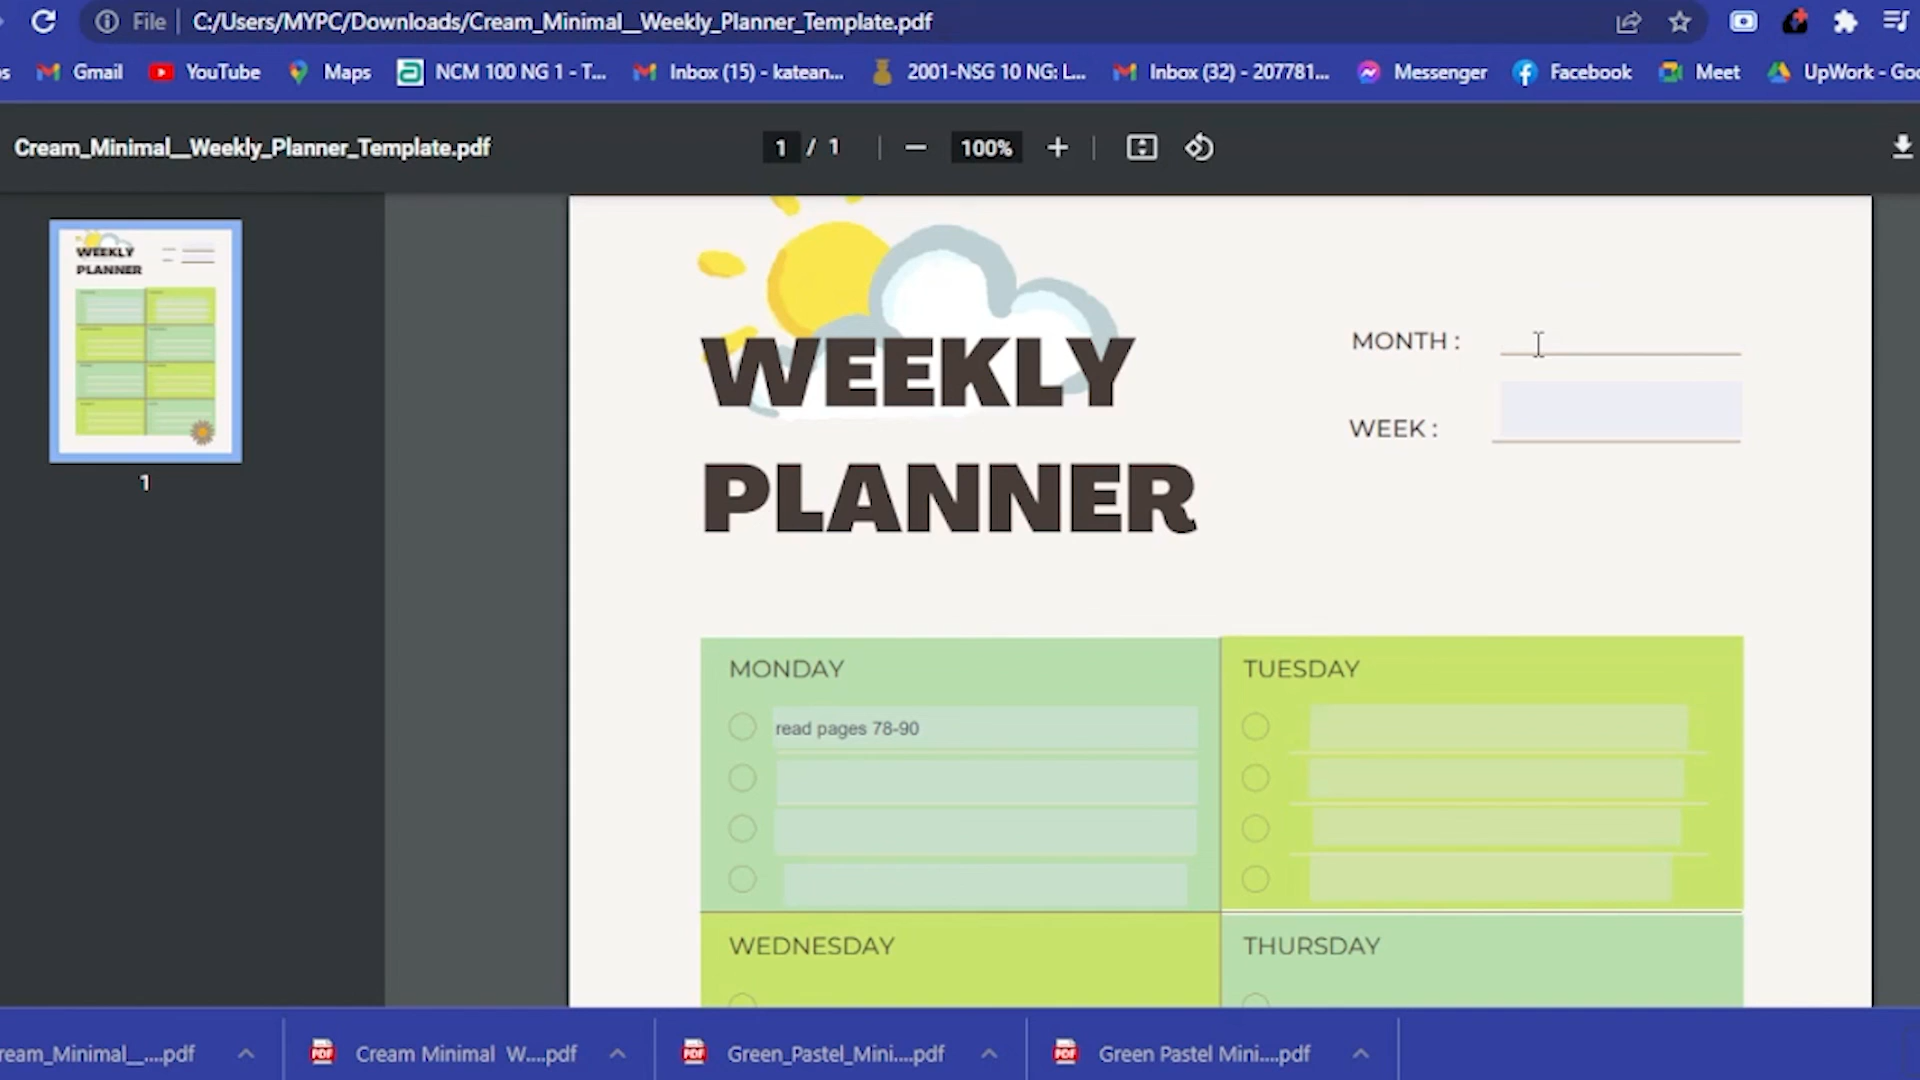 File C:/Users/MYPC/Downloads/Cream_Minimal__Weekly_Planner_Template.pdf
Gmail YouTube Maps NCM 100 NG 1 - T... Inbox (15) - katean... 2001-NSG 10 NG: L... Inbox (32) - 207781... Messenger Facebook Meet UpWork - Goo
Cream_Minimal__Weekly_Planner_Template.pdf 1 / 1 100%
WEEKLY
PLANNER
1
MONTH :
WEEK :
WEEKLY
PLANNER
MONDAY TUESDAY
read pages 78-90
WEDNESDAY THURSDAY
ream_Minimal__....pdf Cream Minimal W....pdf Green_Pastel_Mini....pdf Green Pastel Mini....pdf